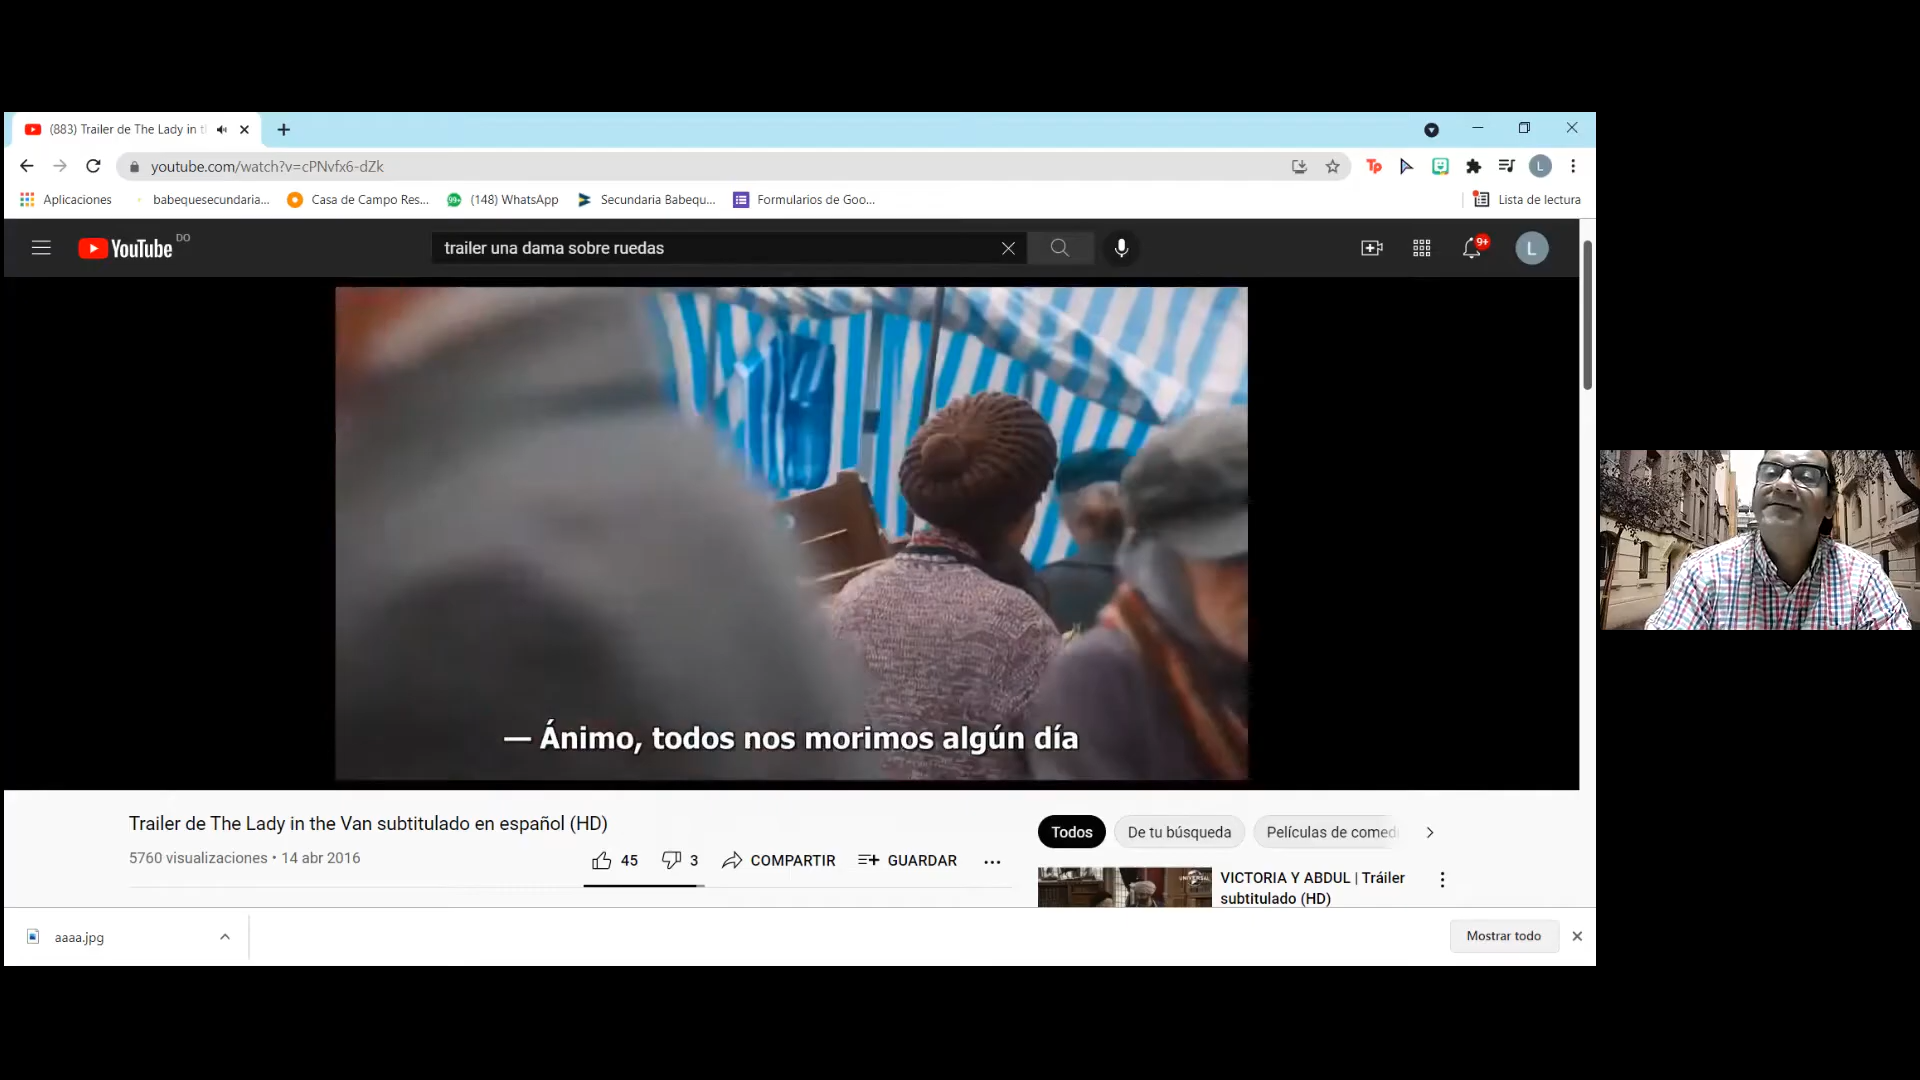 (883) Trailer de The Lady in t
youtube.com/watch?v=cPNvfx6-dZk
Tp
L
Aplicaciones
babequesecundaria...
Casa de Campo Res...
99+
(148) WhatsApp
Secundaria Babequ...
Formularios de Goo...
Lista de lectura
YouTube DO
trailer una dama sobre ruedas
9+
L
— Ánimo, todos nos morimos algún día
Trailer de The Lady in the Van subtitulado en español (HD)
5760 visualizaciones • 14 abr 2016
45
3
COMPARTIR
GUARDAR
Todos
De tu búsqueda
Películas de comed
UNIVERSAL
VICTORIA Y ABDUL | Tráiler
subtitulado (HD)
aaaa.jpg
Mostrar todo